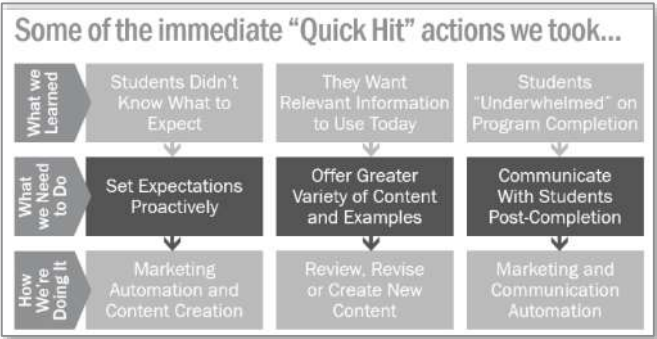 Some of the immediate “Quick Hit” actions we took...
What we
Learned
Students Didn’t
Know What to
Expect
They Want
Relevant Information
to Use Today
Students
“Underwhelmed” on
Program Completion
What
we Need
to Do
Set Expectations
Proactively
Offer Greater
Variety of Content
and Examples
Communicate
With Students
Post-Completion
How
We’re
Doing It
Marketing
Automation and
Content Creation
Review, Revise
or Create New
Content
Marketing and
Communication
Automation